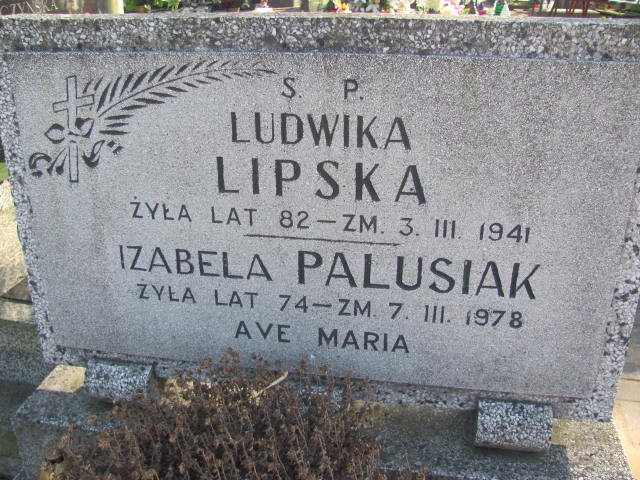 CZYŃSKA
S. P.
LUDWIKA
LIPSKA
ŻYŁA LAT 82 – ZM. 3. III. 1941
IZABELA PALUSIAK
ŻYŁA LAT 74 – ZM. 7. III. 1978
AVE MARIA